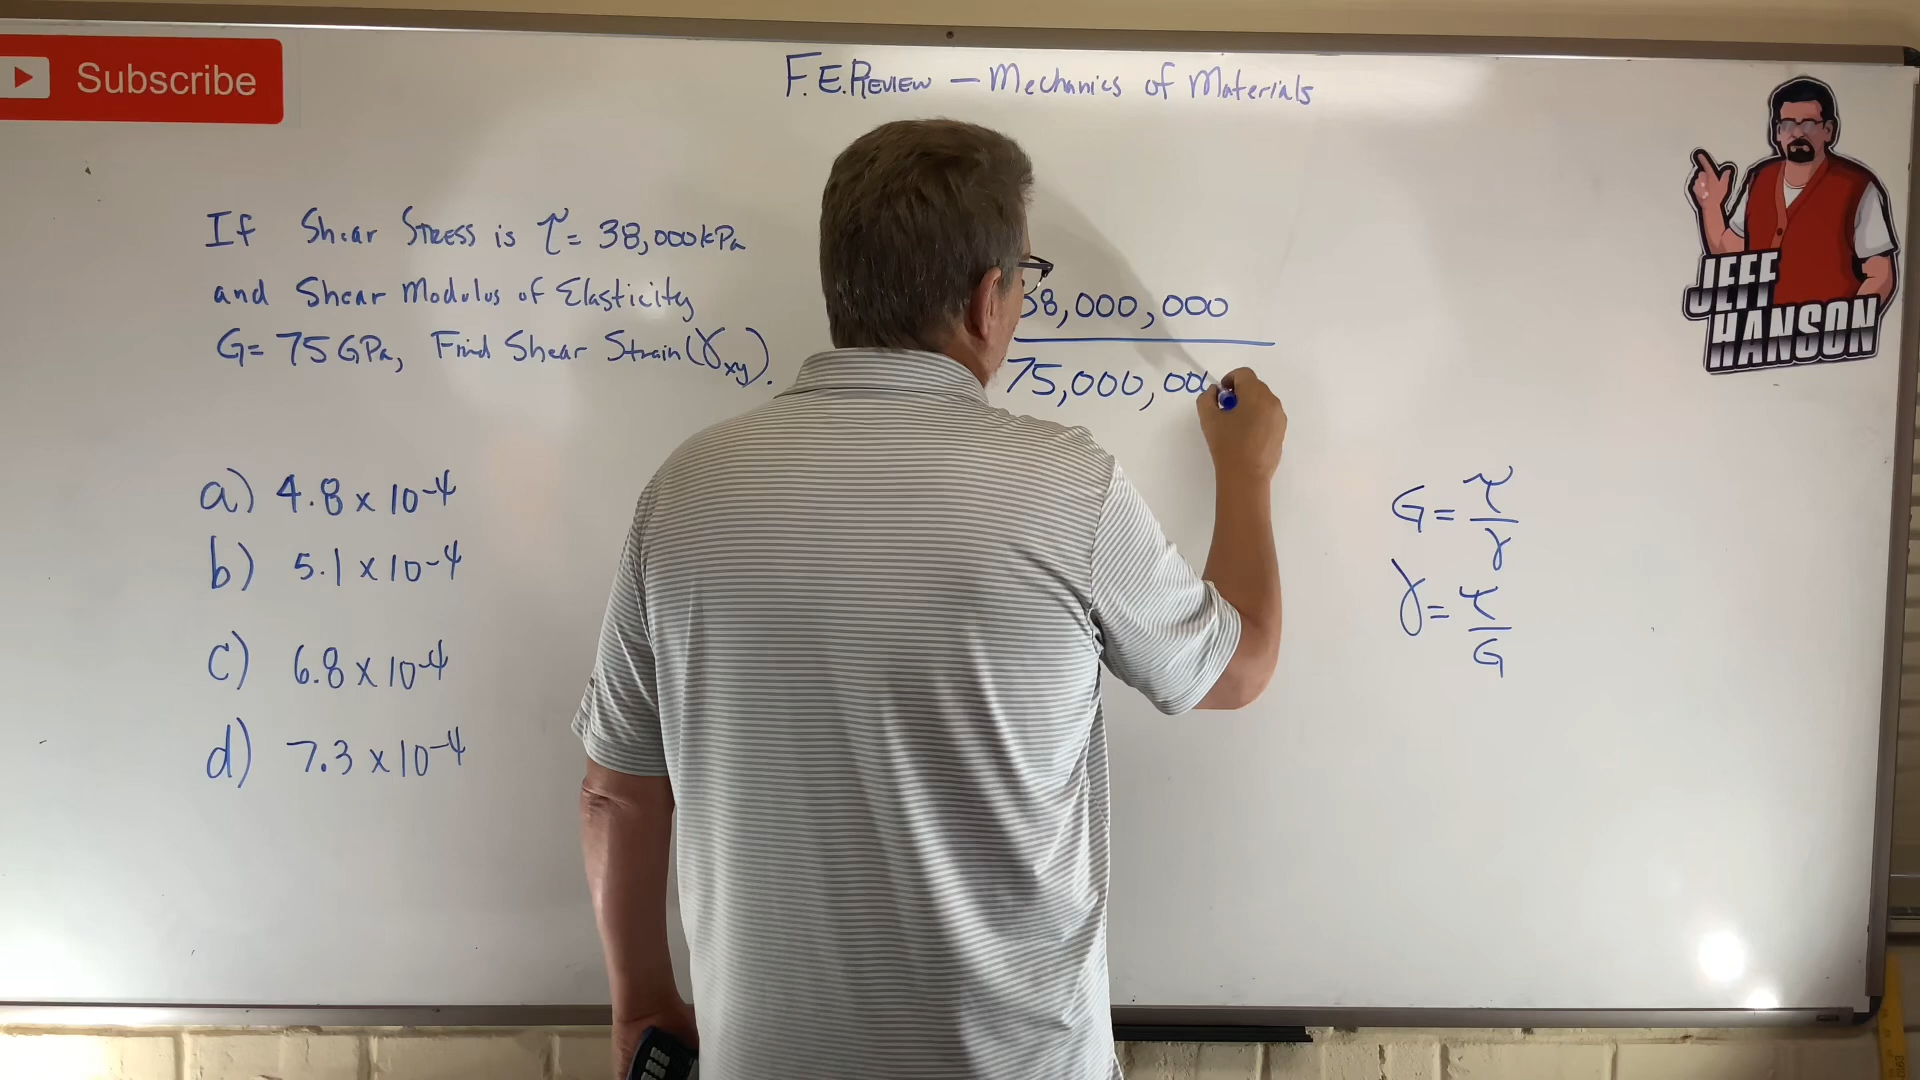 Subscribe
F.E. Review – Mechanics of Materials
JEFF
HANSON
If Shear Stress is τ = 38,000 kPa
and Shear Modulus of Elasticity
G = 75 GPa, Find Shear Strain (γxy).
38,000,000
75,000,000
a) 4.8 x 10-4
b) 5.1 x 10-4
c) 6.8 x 10-4
d) 7.3 x 10-4
G = τ/γ
γ = τ/G